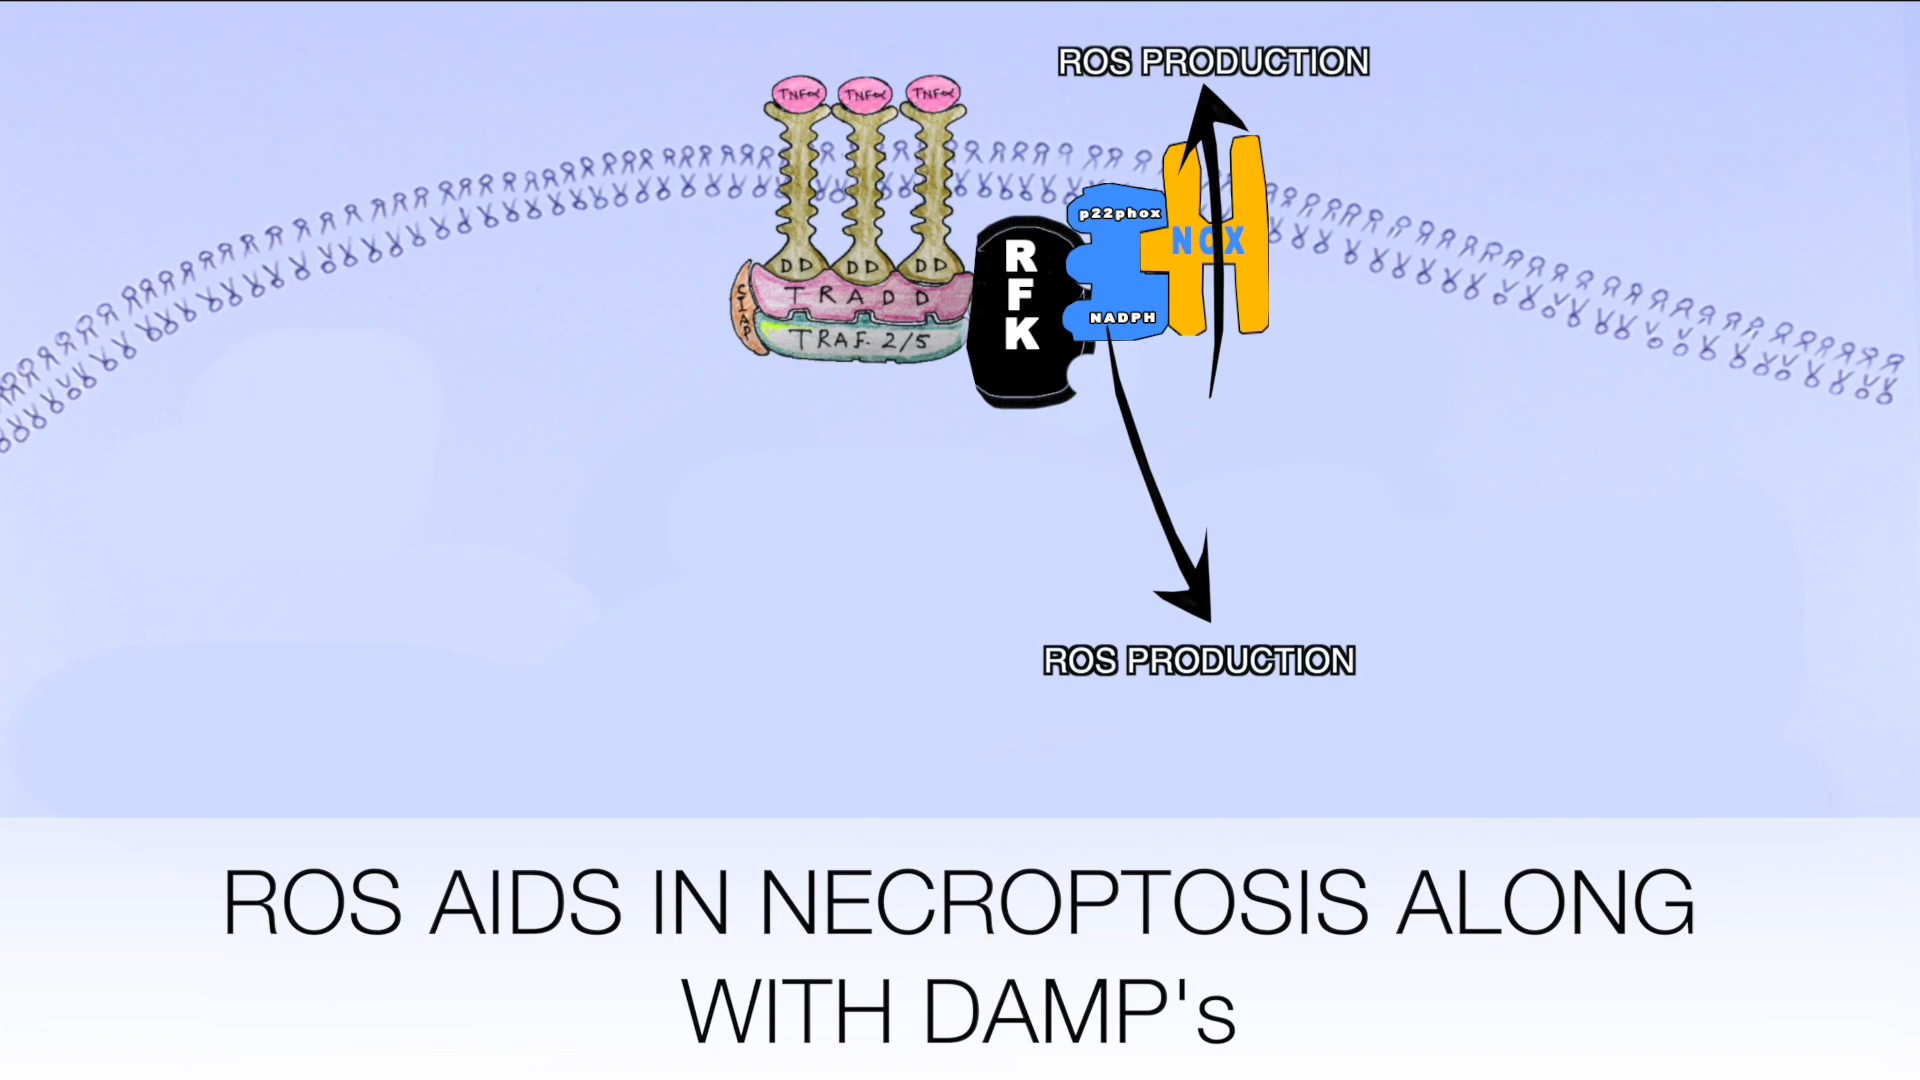 ROS PRODUCTION
TNFα TNFα TNFα
p22phox
NOX
RFK
DD DD DD
CIAP
TRADD
NADPH
TRAF. 2/5
ROS PRODUCTION
ROS AIDS IN NECROPTOSIS ALONG
WITH DAMP's